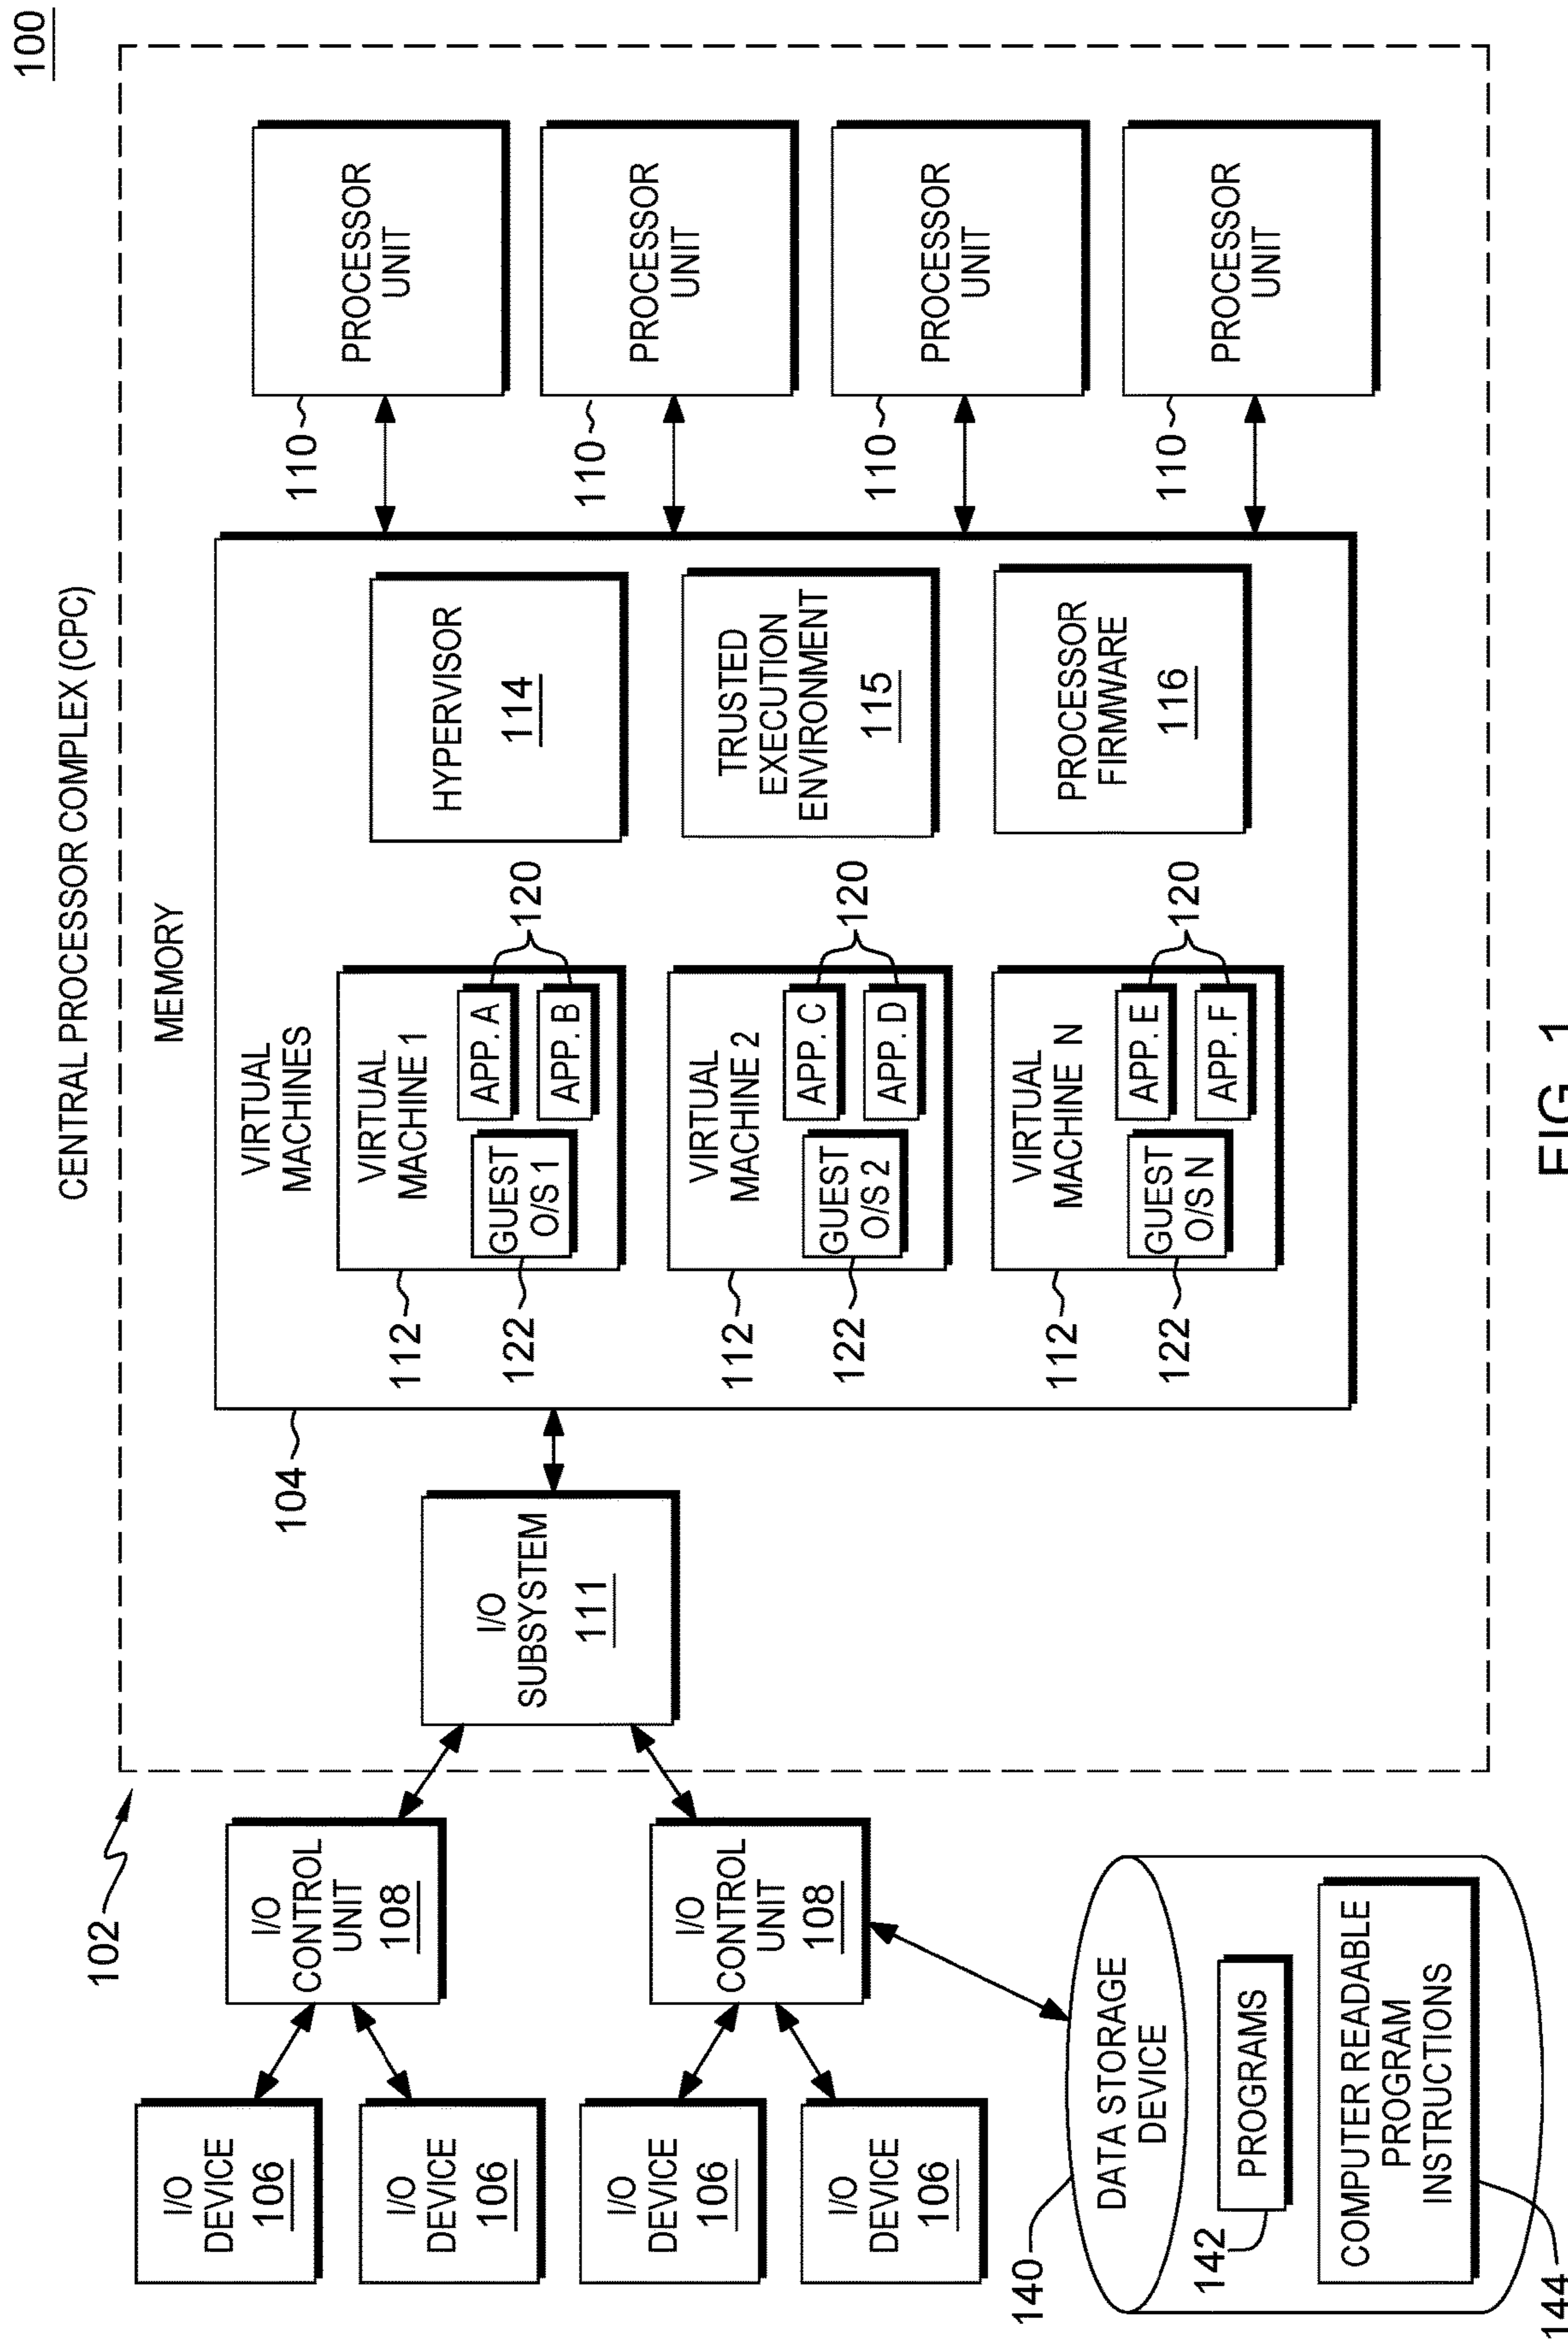 100
CENTRAL PROCESSOR COMPLEX (CPC)
102
MEMORY
104
VIRTUAL
MACHINES
112
VIRTUAL
MACHINE 1
122
GUEST
O/S 1
APP. A
APP. B
120
112
VIRTUAL
MACHINE 2
122
GUEST
O/S 2
APP. C
APP. D
120
112
VIRTUAL
MACHINE N
122
GUEST
O/S N
APP. E
APP. F
120
HYPERVISOR
114
TRUSTED
EXECUTION
ENVIRONMENT
115
PROCESSOR
FIRMWARE
116
110
PROCESSOR
UNIT
110
PROCESSOR
UNIT
110
PROCESSOR
UNIT
110
PROCESSOR
UNIT
I/O
SUBSYSTEM
111
I/O
CONTROL
UNIT
108
I/O
CONTROL
UNIT
108
I/O
DEVICE
106
I/O
DEVICE
106
I/O
DEVICE
106
I/O
DEVICE
106
140
DATA STORAGE
DEVICE
142
PROGRAMS
COMPUTER READABLE
PROGRAM
INSTRUCTIONS
144
FIG. 1